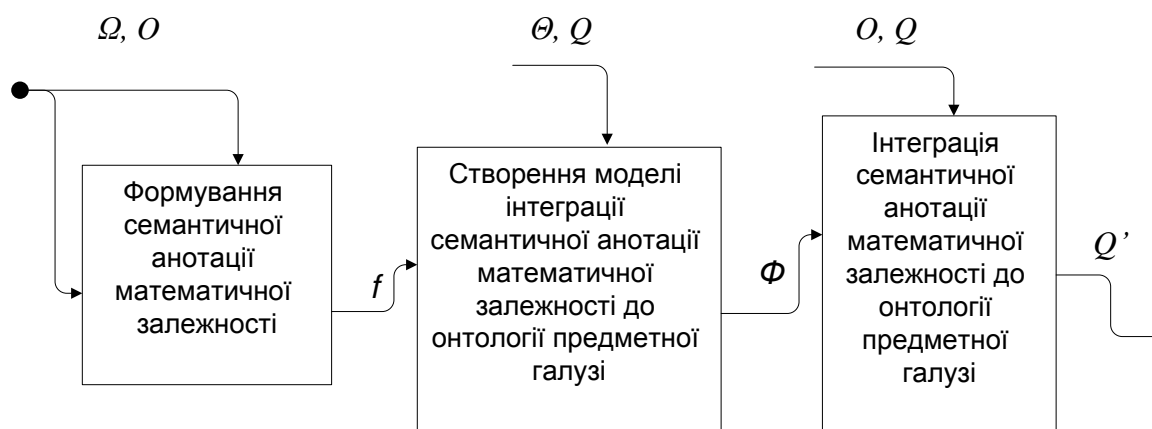 Ω, O
Θ, Q
O, Q
Формування
семантичної
анотації
математичної
залежності
f
Створення моделі
інтеграції
семантичної анотації
математичної
залежності до
онтології предметної
галузі
Ф
Інтеграція
семантичної
анотації
математичної
залежності до
онтології
предметної
галузі
Q’